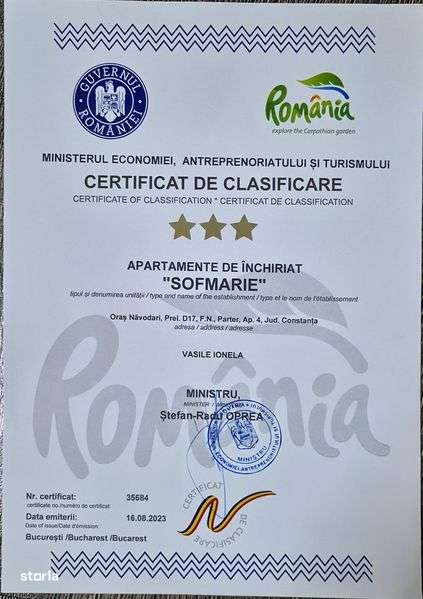 GUVERNUL ROMÂNIEI
România
explore the Carpathian garden
MINISTERUL ECONOMIEI, ANTREPRENORIATULUI ȘI TURISMULUI
CERTIFICAT DE CLASIFICARE
CERTIFICATE OF CLASSIFICATION * CERTIFICAT DE CLASSIFICATION
APARTAMENTE DE ÎNCHIRIAT
"SOFMARIE"
tipul și denumirea unității / type and name of the establishment / type et le nom de l'établissement
Oraș Năvodari, Prel. D17, F.N., Parter, Ap. 4, Jud. Constanța
adresa / address / adresse
VASILE IONELA
România
MINISTRU,
MINISTER /
Ștefan-Radu OPREA
MINISTRU
CERTIFICAT DE CLASIFICARE
Nr. certificat: 35684
certificate no./numéro de certificat:
Data emiterii: 16.08.2023
Date of issue/Date d'émission:
București /Bucharest /Bucarest
storia